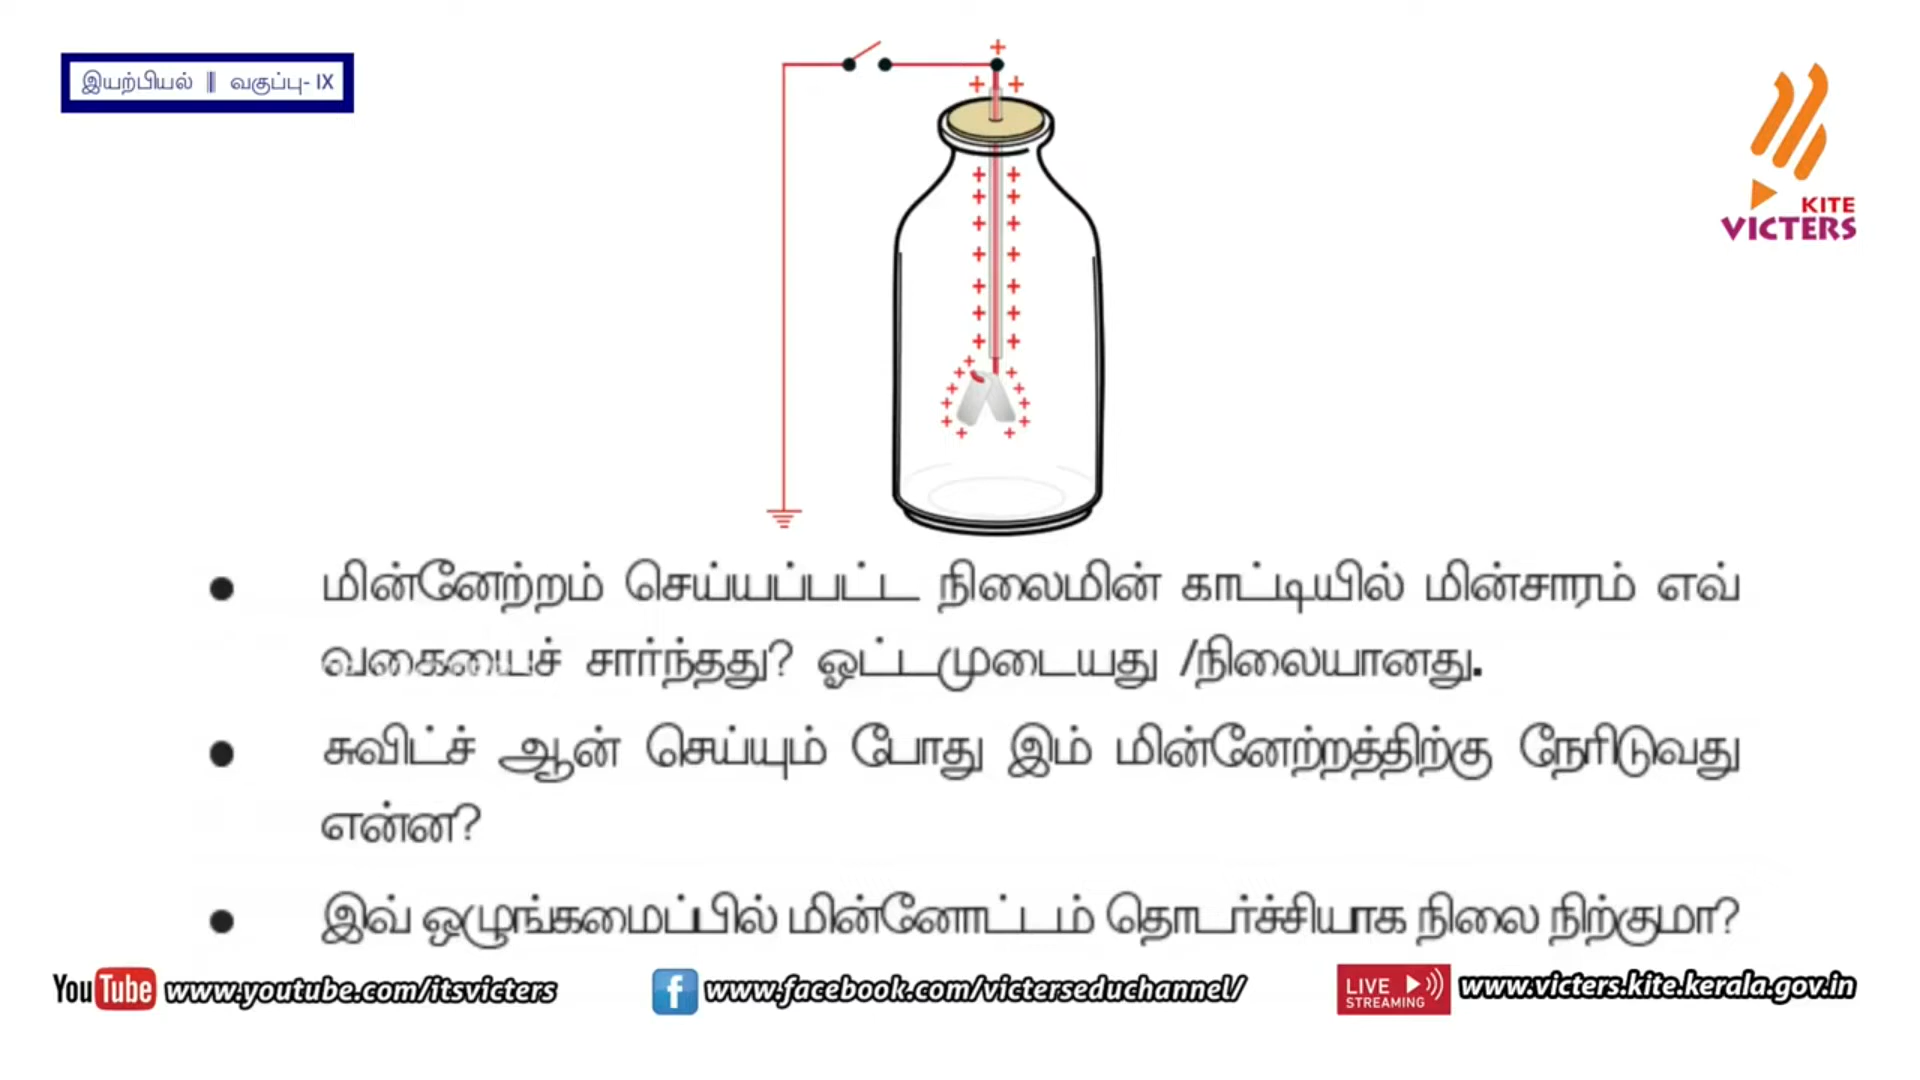 இயற்பியல் || வகுப்பு- IX
KITE
VICTERS
மின்னேற்றம் செய்யப்பட்ட நிலைமின் காட்டியில் மின்சாரம் எவ்
வகையைச் சார்ந்தது? ஓட்டமுடையது /நிலையானது.
சுவிட்ச் ஆன் செய்யும் போது இம் மின்னேற்றத்திற்கு நேரிடுவது
என்ன?
இவ் ஒழுங்கமைப்பில் மின்னோட்டம் தொடர்ச்சியாக நிலை நிற்குமா?
You Tube www.youtube.com/itsvicters
f www.facebook.com/victerseduchannel/
LIVE STREAMING www.victers.kite.kerala.gov.in